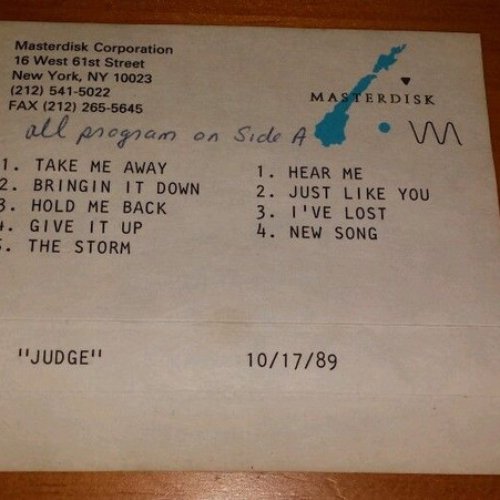 Masterdisk Corporation
16 West 61st Street
New York, NY 10023
(212) 541-5022
FAX (212) 265-5645
MASTERDISK
all program on Side A
1. TAKE ME AWAY
2. BRINGIN IT DOWN
3. HOLD ME BACK
4. GIVE IT UP
5. THE STORM
1. HEAR ME
2. JUST LIKE YOU
3. I'VE LOST
4. NEW SONG
"JUDGE"
10/17/89